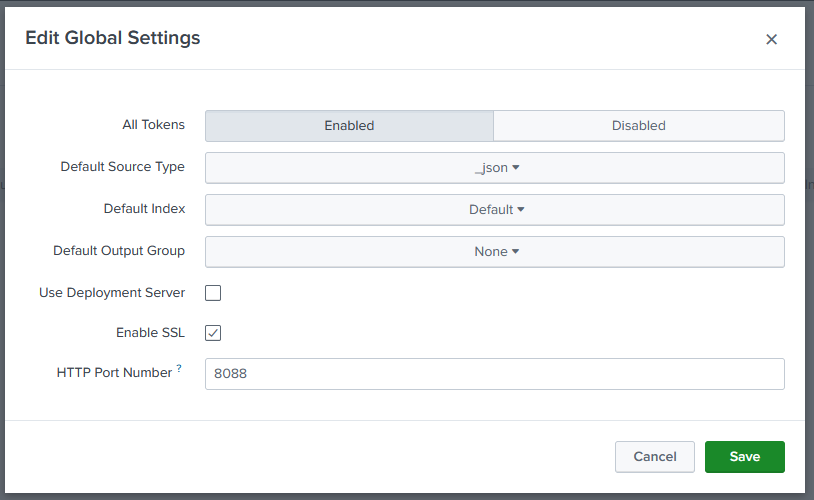 Edit Global Settings
All Tokens Enabled Disabled
Default Source Type _json
Default Index Default
Default Output Group None
Use Deployment Server
Enable SSL
HTTP Port Number ? 8088
Cancel Save